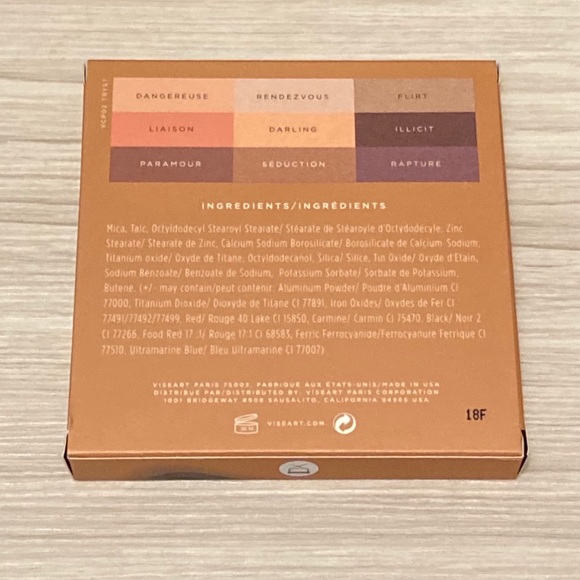 DANGEREUSE RENDEZVOUS FLIRT
LIAISON DARLING ILLICIT
PARAMOUR SÉDUCTION RAPTURE
INGREDIENTS/INGRÉDIENTS
Mica, Talc, Octyldodecyl Stearoyl Stearate/ Stéarate de Stéaroyle d'Octydodécyle, Zinc
Stearate/ Stéarate de Zinc, Calcium Sodium Borosilicate/ Borosilicate de Calcium Sodium,
Titanium oxide/ Oxyde de Titane, Octyldodecanol, Silica/ Silice, Tin Oxide/ Oxyde d'Etain,
Sodium Benzoate/ Benzoate de Sodium, Potassium Sorbate/ Sorbate de Potassium,
Butene, (+/- may contain/peut contenir: Aluminum Powder/ Poudre d'Aluminium CI
77000, Titanium Dioxide/ Dioxyde de Titane CI 77891, Iron Oxides/ Oxydes de Fer CI
77491/77492/77499, Red/ Rouge 40 Lake CI 15850, Carmine/ Carmin CI 75470, Black/ Noir 2
CI 77266, Food Red 17 :/ Rouge 17:1 CI 68583, Ferric Ferrocyanide/Ferrocyanure Ferrique CI
77510, Ultramarine Blue/ Bleu Ultramarine CI 77007)
VISEART PARIS 75003, FABRIQUÉ AUX ÉTATS-UNIS/MADE IN USA
DISTRIBUÉ PAR/DISTRIBUTED BY: VISEART PARIS CORPORATION
1001 BRIDGEWAY #508 SAUSALITO, CALIFORNIA 94965 USA
VISEART.COM
18F